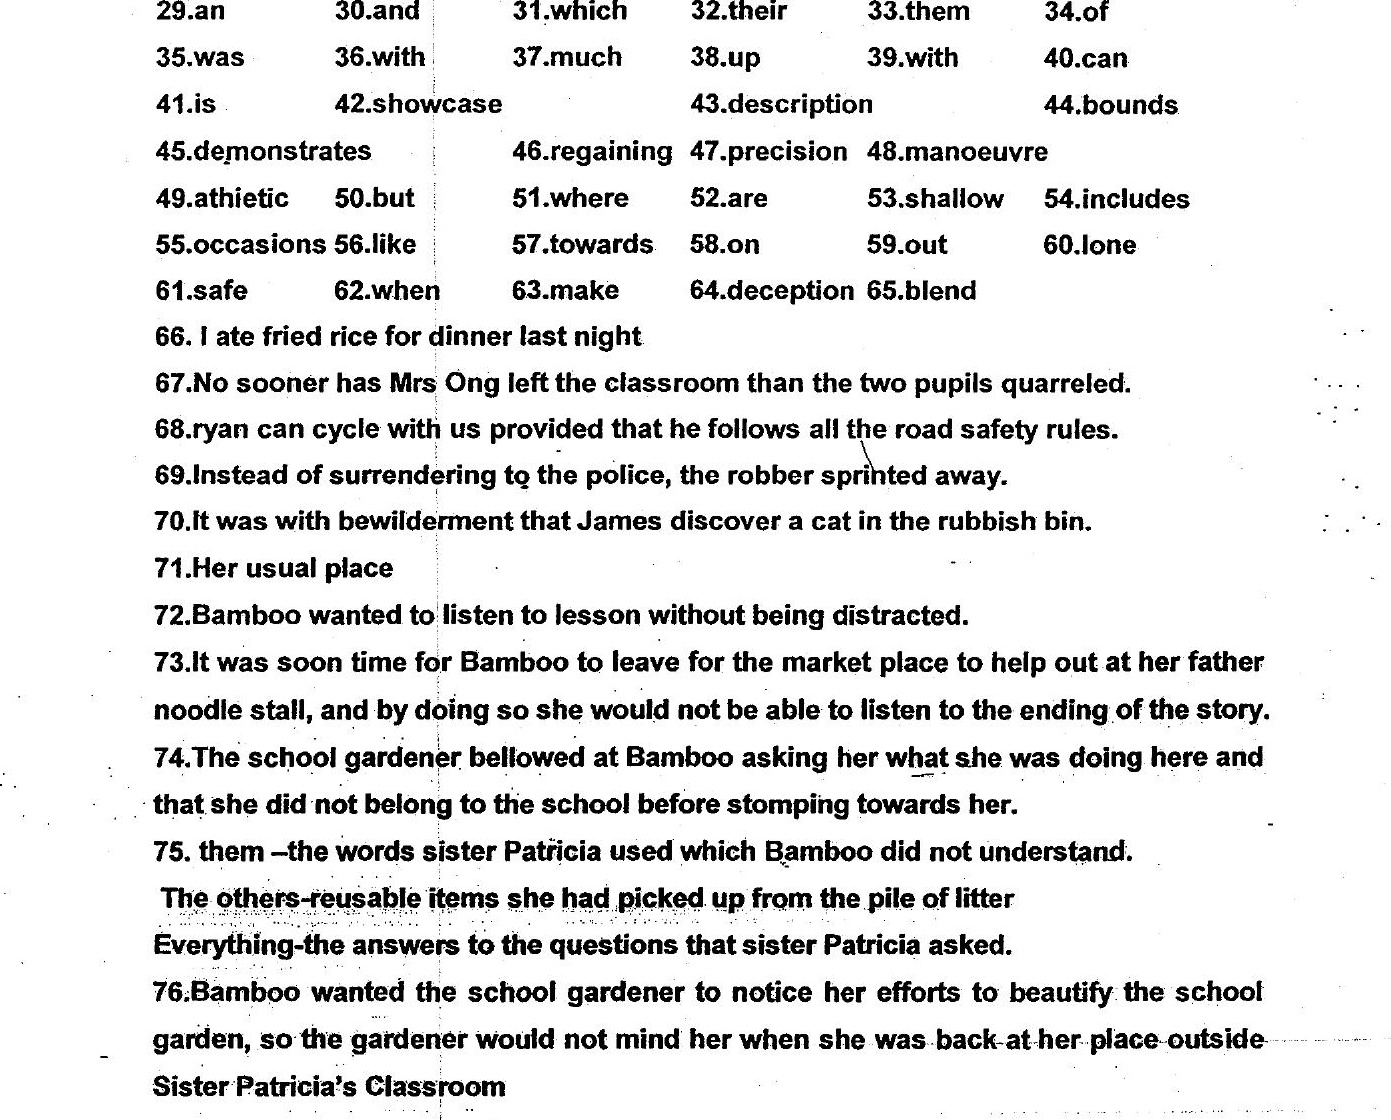 29.an 30.and 31.which 32.their 33.them 34.of
35.was 36.with 37.much 38.up 39.with 40.can
41.is 42.showcase 43.description 44.bounds
45.demonstrates 46.regaining 47.precision 48.manoeuvre
49.athietic 50.but 51.where 52.are 53.shallow 54.includes
55.occasions 56.like 57.towards 58.on 59.out 60.lone
61.safe 62.when 63.make 64.deception 65.blend
66. I ate fried rice for dinner last night
67.No sooner has Mrs Ong left the classroom than the two pupils quarreled.
68.ryan can cycle with us provided that he follows all the road safety rules.
69.Instead of surrendering to the police, the robber sprinted away.
70.It was with bewilderment that James discover a cat in the rubbish bin.
71.Her usual place
72.Bamboo wanted to listen to lesson without being distracted.
73.It was soon time for Bamboo to leave for the market place to help out at her father
noodle stall, and by doing so she would not be able to listen to the ending of the story.
74.The school gardener bellowed at Bamboo asking her what she was doing here and
that she did not belong to the school before stomping towards her.
75. them –the words sister Patricia used which Bamboo did not understand.
The others-reusable items she had picked up from the pile of litter
Everything-the answers to the questions that sister Patricia asked.
76.Bamboo wanted the school gardener to notice her efforts to beautify the school
garden, so the gardener would not mind her when she was back at her place outside
Sister Patricia's Classroom